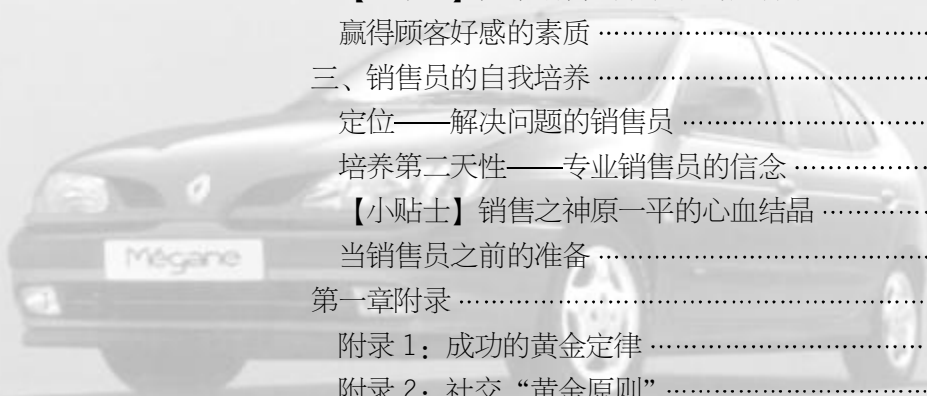 赢得顾客好感的素质 ………………………………
三、销售员的自我培养 ………………………………
定位——解决问题的销售员 …………………………
培养第二天性——专业销售员的信念 ………………
【小贴士】销售之神原一平的心血结晶 ……………
当销售员之前的准备 …………………………………
第一章附录 ……………………………………………
附录 1：成功的黄金定律 ……………………………
附录 2：社交“黄金原则” ……………………………
Mégane